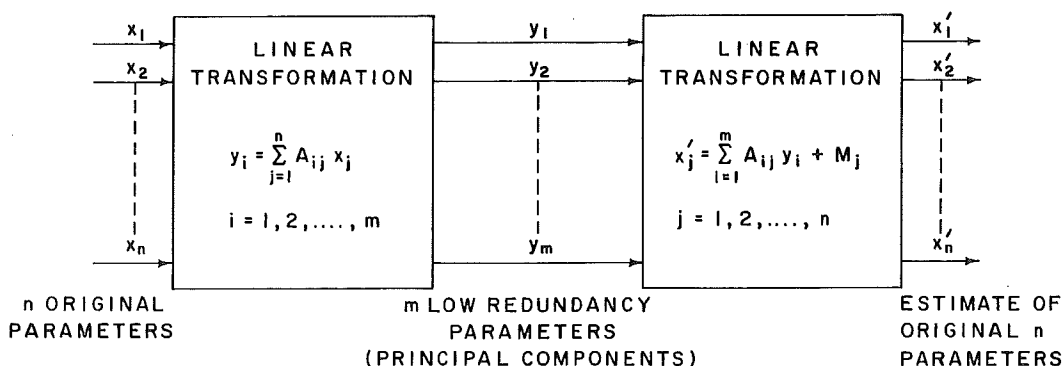 x1
x2
xn
n ORIGINAL
PARAMETERS
LINEAR
TRANSFORMATION
yi = n∑j=1 Aij xj
i = 1, 2, ...., m
y1
y2
ym
m LOW REDUNDANCY
PARAMETERS
(PRINCIPAL COMPONENTS)
LINEAR
TRANSFORMATION
x'j = m∑i=1 Aij yi + Mj
j = 1, 2, ...., n
x'1
x'2
x'n
ESTIMATE OF
ORIGINAL n
PARAMETERS